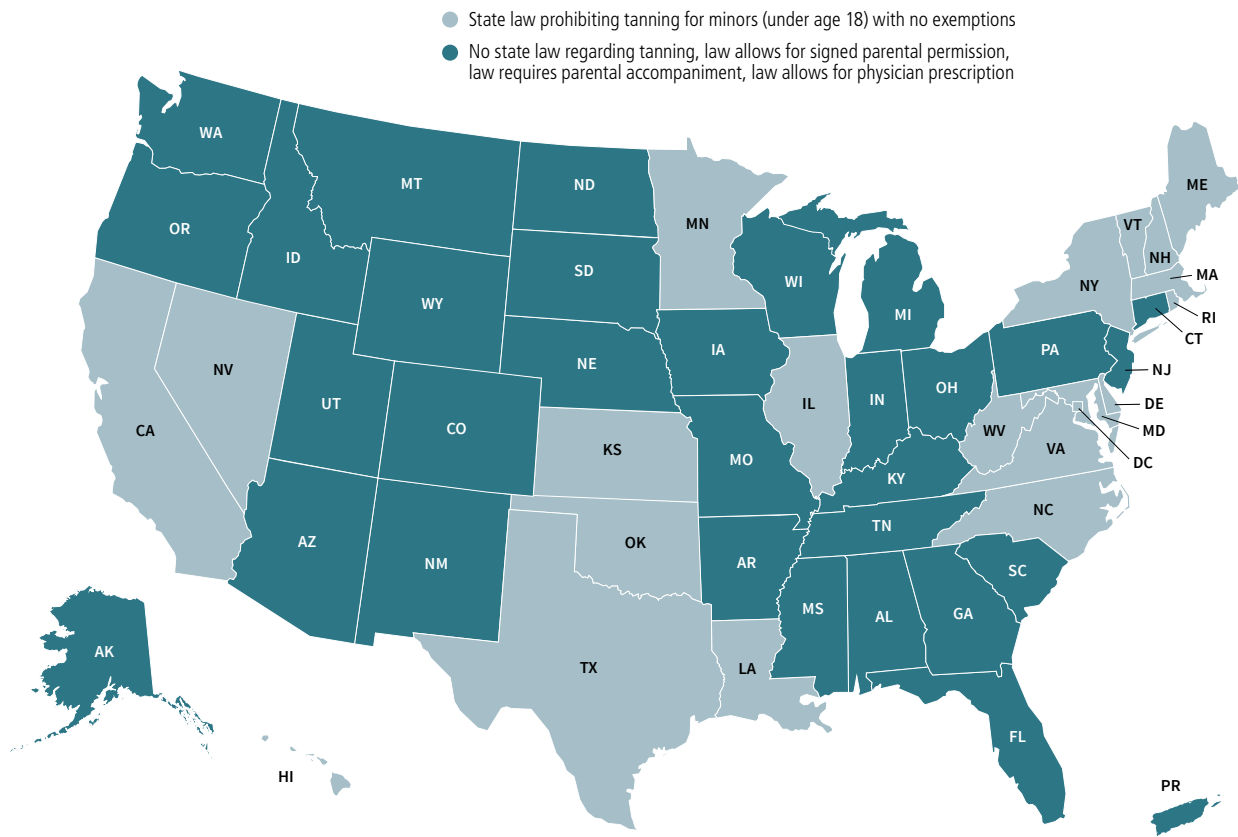 State law prohibiting tanning for minors (under age 18) with no exemptions
No state law regarding tanning, law allows for signed parental permission,
law requires parental accompaniment, law allows for physician prescription
WA
MT
ND
MN
ME
VT
OR
ID
SD
WI
NH
MA
NY
WY
MI
RI
CT
IA
PA
NE
NV
NJ
UT
OH
IN
IL
DE
CO
CA
WV
MD
KS
MO
VA
DC
KY
NC
TN
AZ
OK
NM
AR
SC
MS
AL
GA
AK
TX
LA
FL
HI
PR